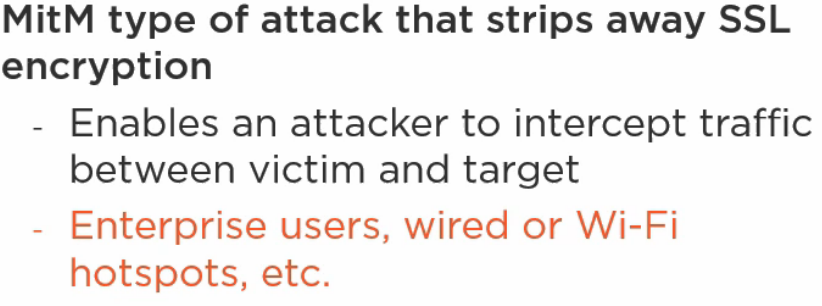 MitM type of attack that strips away SSL
encryption
- Enables an attacker to intercept traffic
between victim and target
- Enterprise users, wired or Wi-Fi
hotspots, etc.